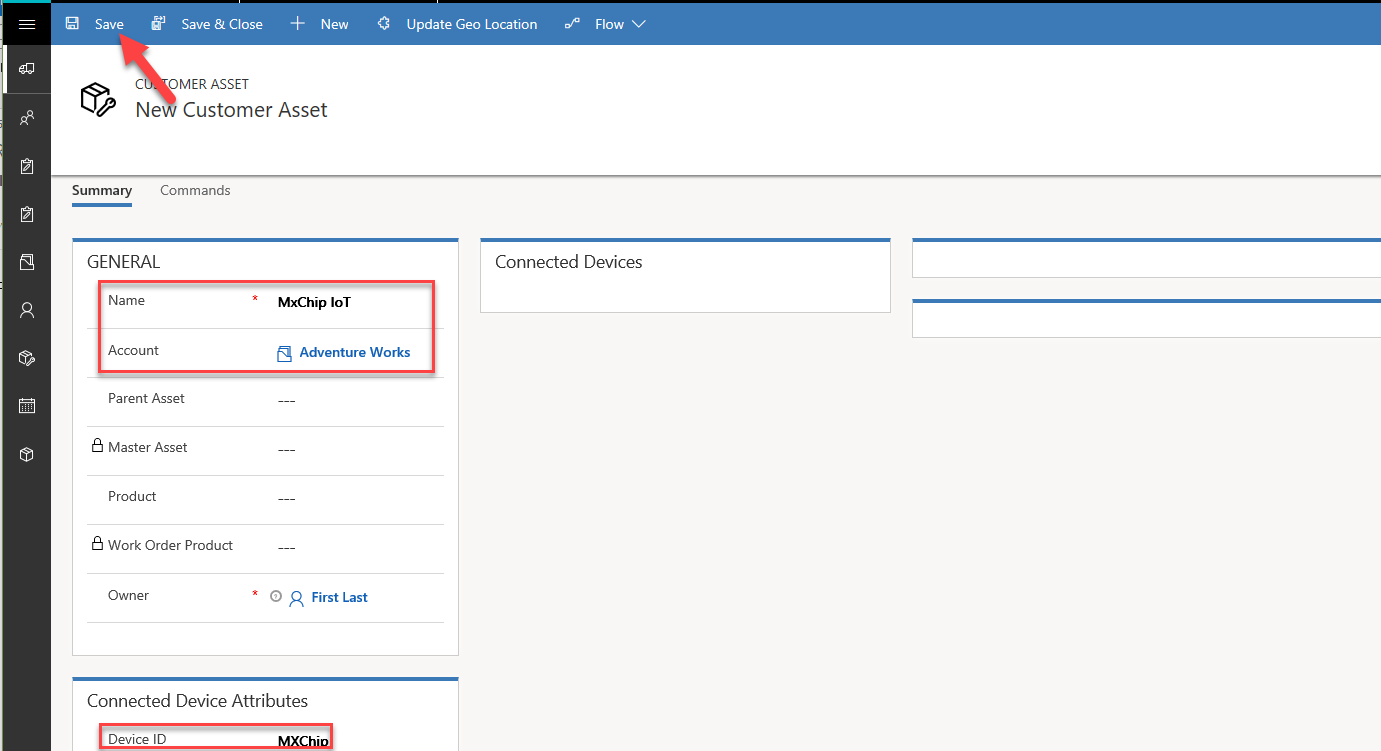 Save Save & Close New Update Geo Location Flow
CUSTOMER ASSET
New Customer Asset
Summary Commands
GENERAL
Name * MxChip IoT
Account Adventure Works
Parent Asset ---
Master Asset ---
Product ---
Work Order Product ---
Owner * First Last
Connected Device Attributes
Device ID MXChip
Connected Devices